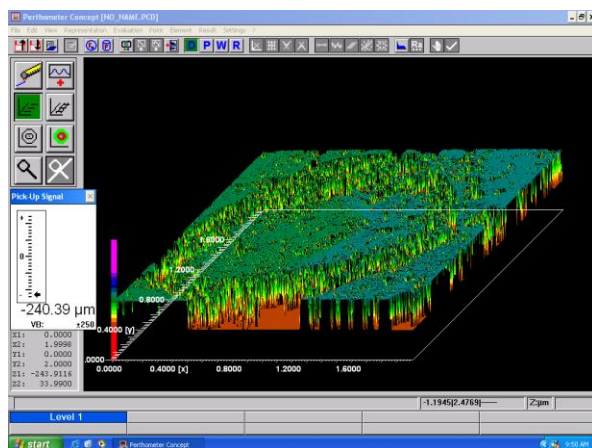 Perthometer Concept [NO_NAME.PCD]
File Edit View Representation Evaluation Point Element Result Settings ?
D P W R Ra
Pick-Up Signal
+
0
-
-240.39 µm
VB: ±250
X1: 0.0000
X2: 1.9998
Y1: 0.0000
Y2: 2.0000
Z1: -243.9116
Z2: 33.9900
1.6000
1.2000
0.8000
0.4000 [y]
.0000
0.0000 0.4000 [x] 0.8000 1.2000 1.6000
-1.1945|2.4769|—— Z:µm
Level 1
start Perthometer Concept 9:50 AM